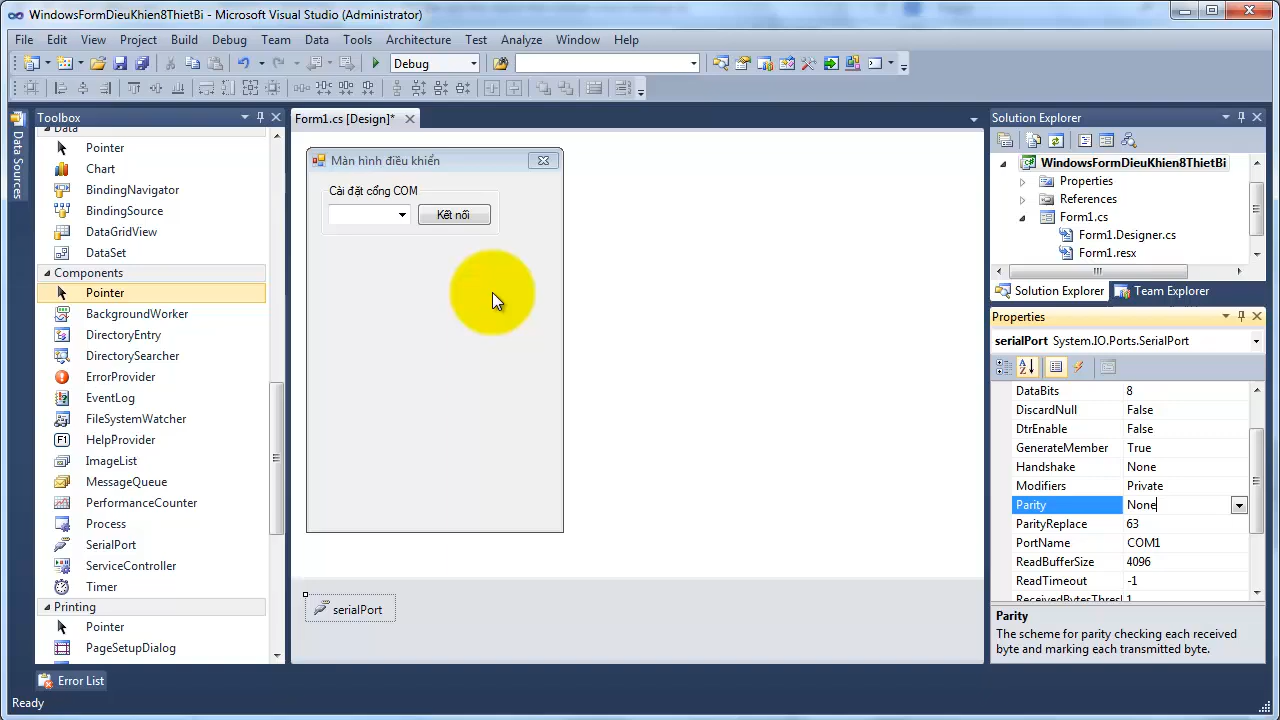 WindowsFormDieuKhien8ThietBi - Microsoft Visual Studio (Administrator)
File Edit View Project Build Debug Team Data Tools Architecture Test Analyze Window Help
Debug
Data Sources
Toolbox
Data
Pointer
Chart
BindingNavigator
BindingSource
DataGridView
DataSet
Components
Pointer
BackgroundWorker
DirectoryEntry
DirectorySearcher
ErrorProvider
EventLog
FileSystemWatcher
HelpProvider
ImageList
MessageQueue
PerformanceCounter
Process
SerialPort
ServiceController
Timer
Printing
Pointer
PageSetupDialog
Form1.cs [Design]*
Màn hình điều khiển
Cài đặt cổng COM
Kết nối
serialPort
Solution Explorer
WindowsFormDieuKhien8ThietBi
Properties
References
Form1.cs
Form1.Designer.cs
Form1.resx
Solution Explorer Team Explorer
Properties
serialPort System.IO.Ports.SerialPort
DataBits 8
DiscardNull False
DtrEnable False
GenerateMember True
Handshake None
Modifiers Private
Parity None
ParityReplace 63
PortName COM1
ReadBufferSize 4096
ReadTimeout -1
ReceivedBytesThresl 1
Parity
The scheme for parity checking each received
byte and marking each transmitted byte.
Error List
Ready